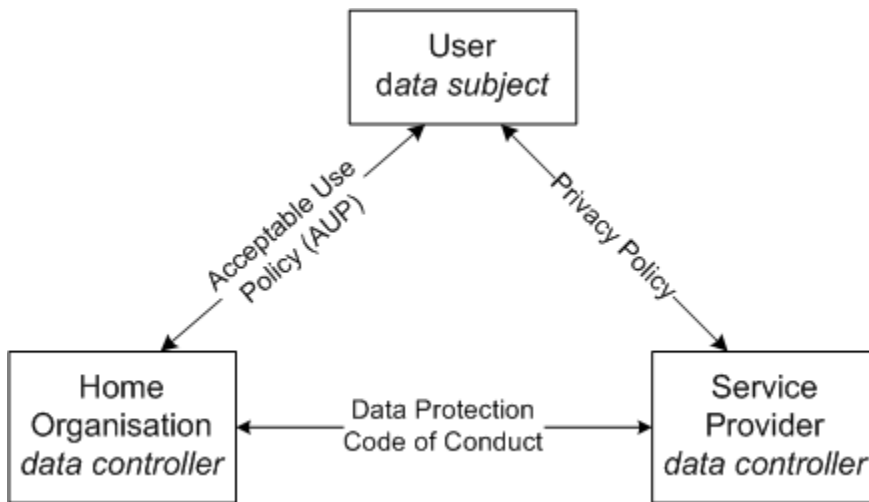 User
data subject
Acceptable Use
Policy (AUP)
Privacy Policy
Home
Organisation
data controller
Data Protection
Code of Conduct
Service
Provider
data controller